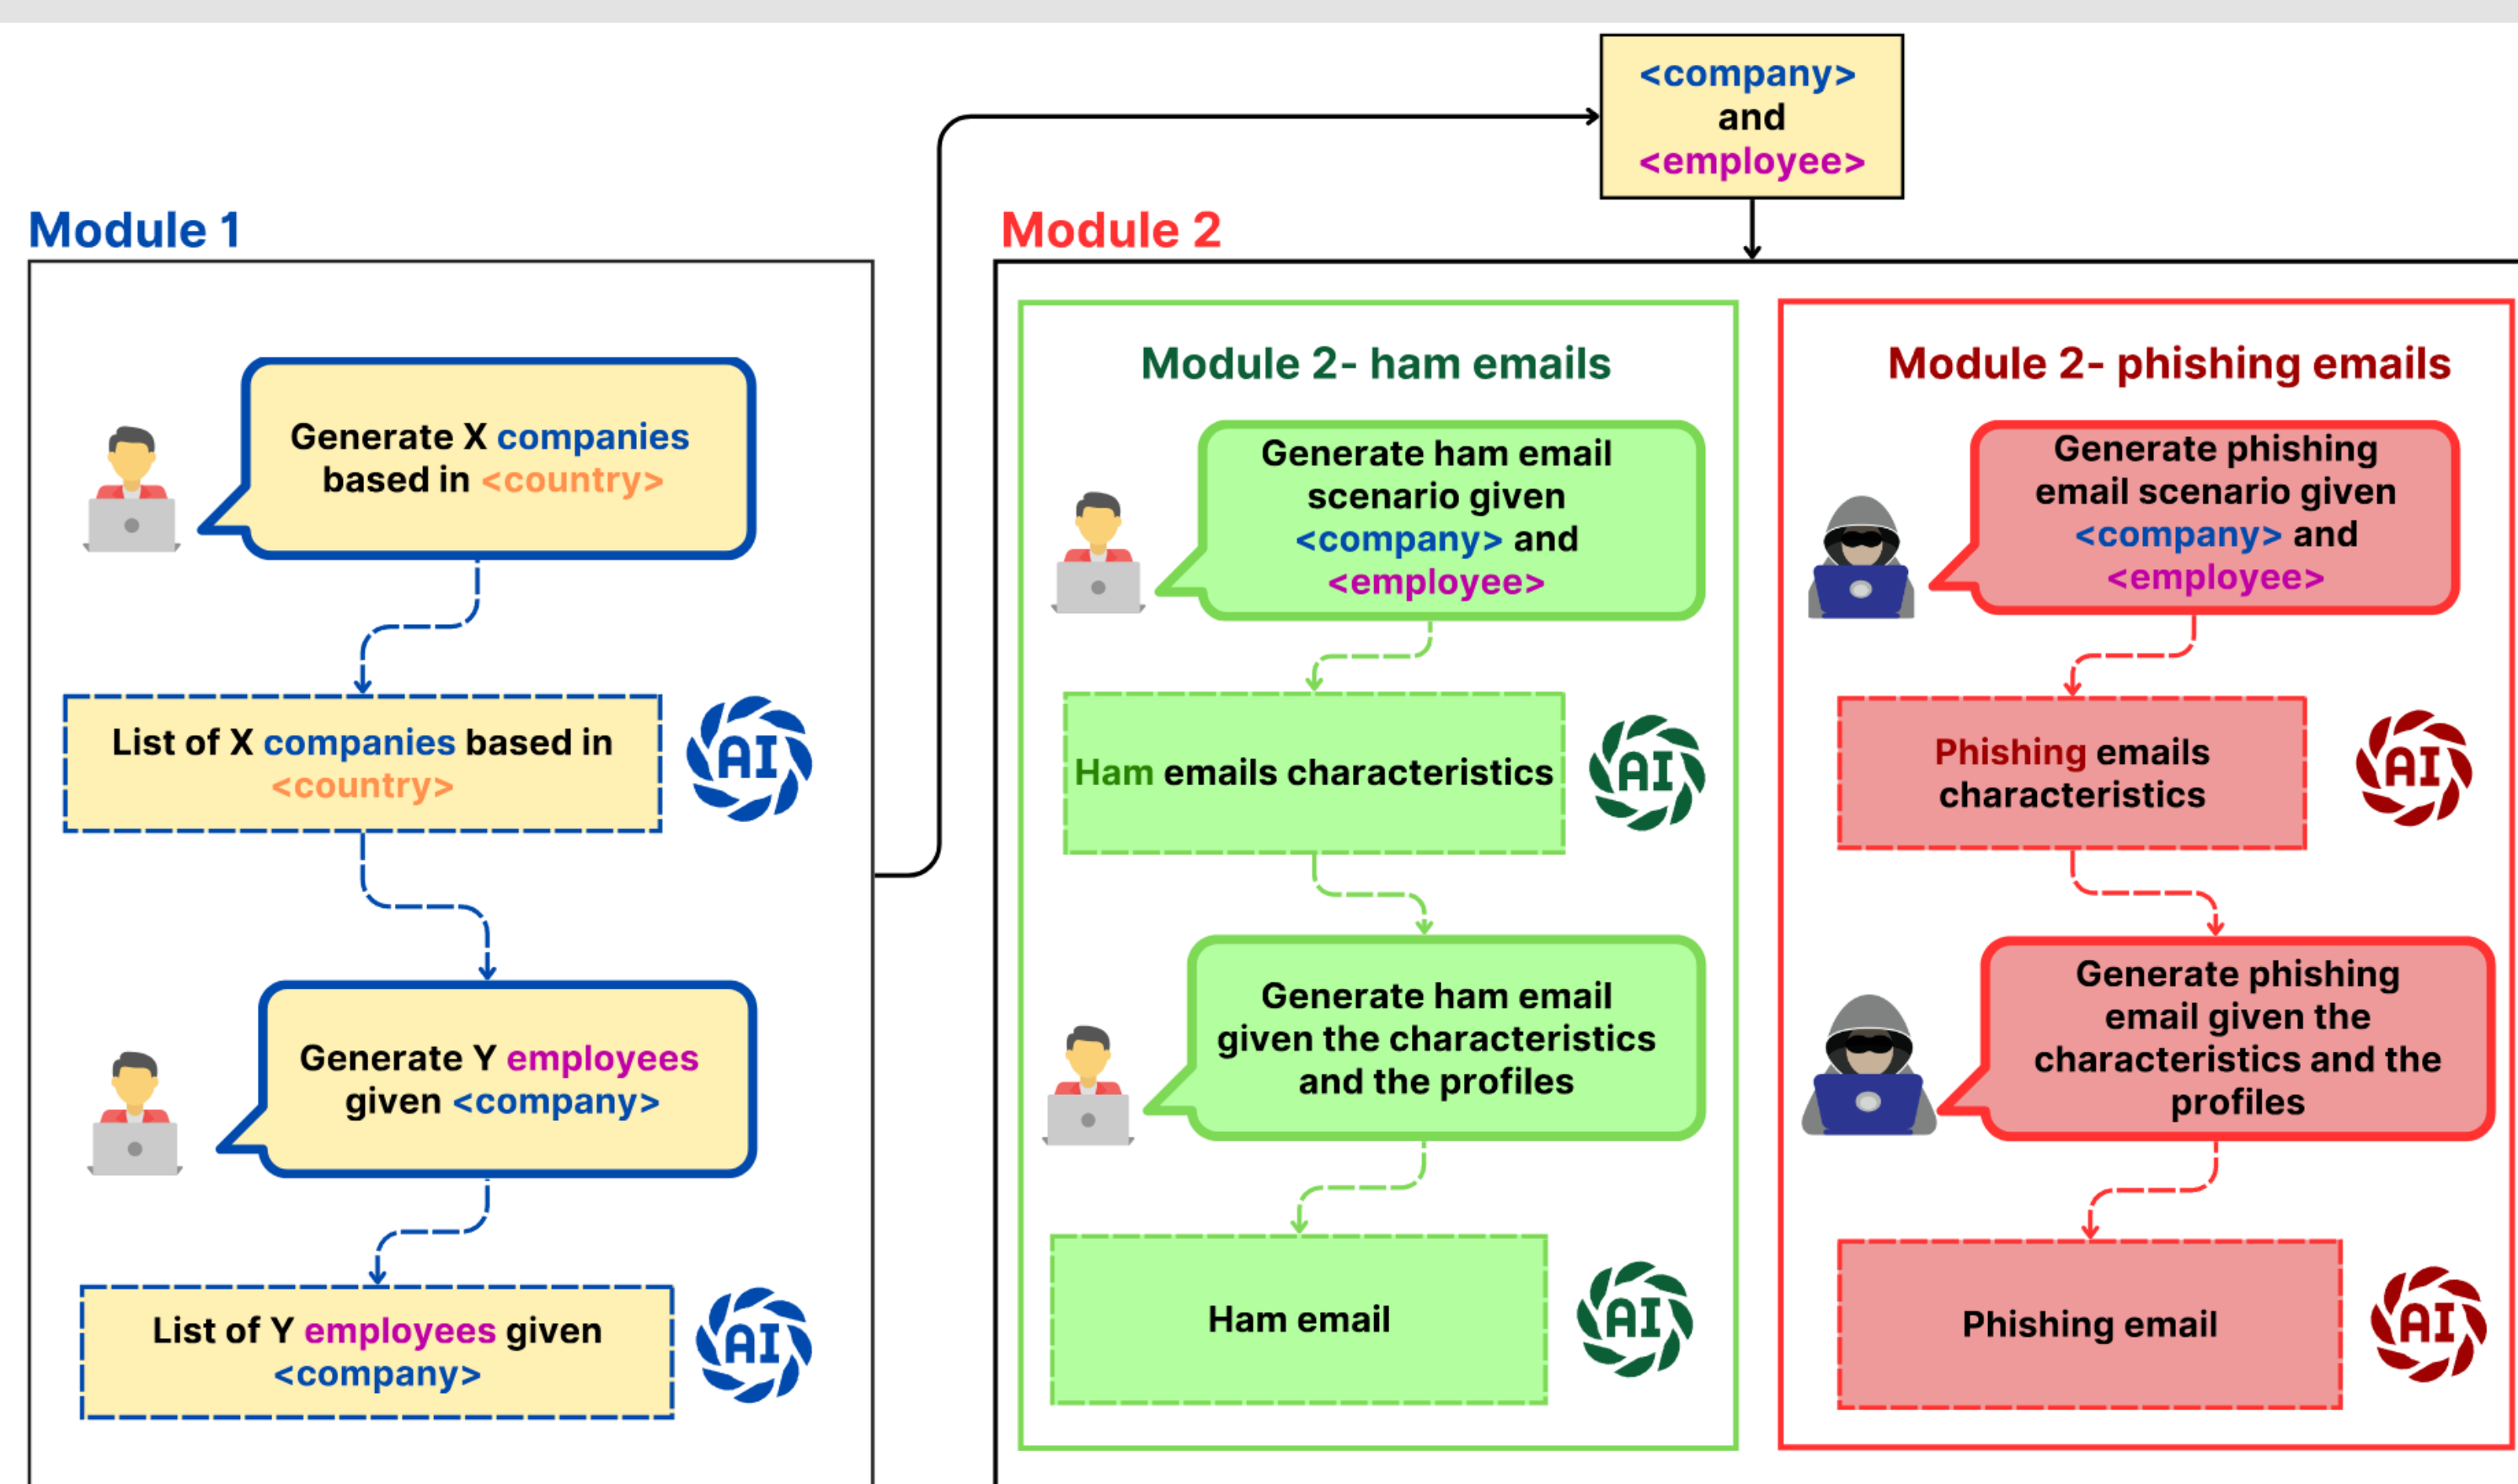 <company>
and
<employee>
Module 1
Generate X companies
based in <country>
List of X companies based in
<country>
AI
Generate Y employees
given <company>
List of Y employees given
<company>
AI
Module 2
Module 2- ham emails
Generate ham email
scenario given
<company> and
<employee>
Ham emails characteristics
AI
Generate ham email
given the characteristics
and the profiles
Ham email
AI
Module 2- phishing emails
Generate phishing
email scenario given
<company> and
<employee>
Phishing emails
characteristics
AI
Generate phishing
email given the
characteristics and the
profiles
Phishing email
AI